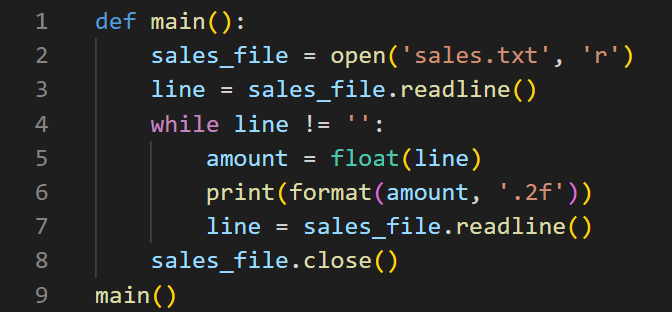 1 def main():
2     sales_file = open('sales.txt', 'r')
3     line = sales_file.readline()
4     while line != '':
5         amount = float(line)
6         print(format(amount, '.2f'))
7         line = sales_file.readline()
8     sales_file.close()
9 main()